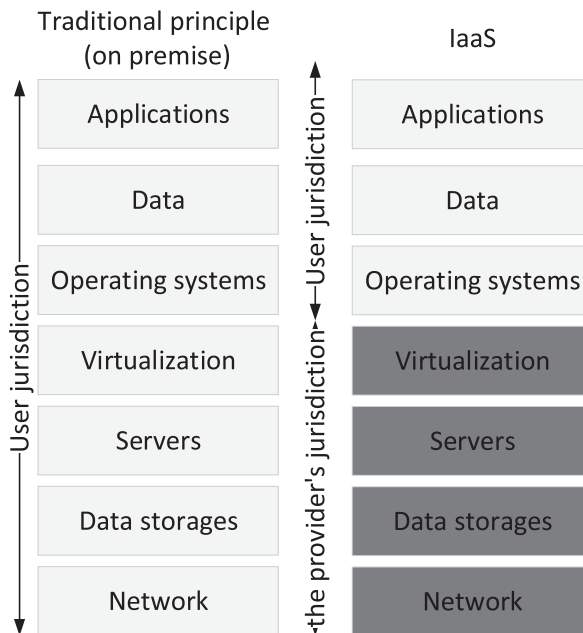 Traditional principle
(on premise)
User jurisdiction
Applications
Data
Operating systems
Virtualization
Servers
Data storages
Network
IaaS
User jurisdiction
the provider's jurisdiction
Applications
Data
Operating systems
Virtualization
Servers
Data storages
Network